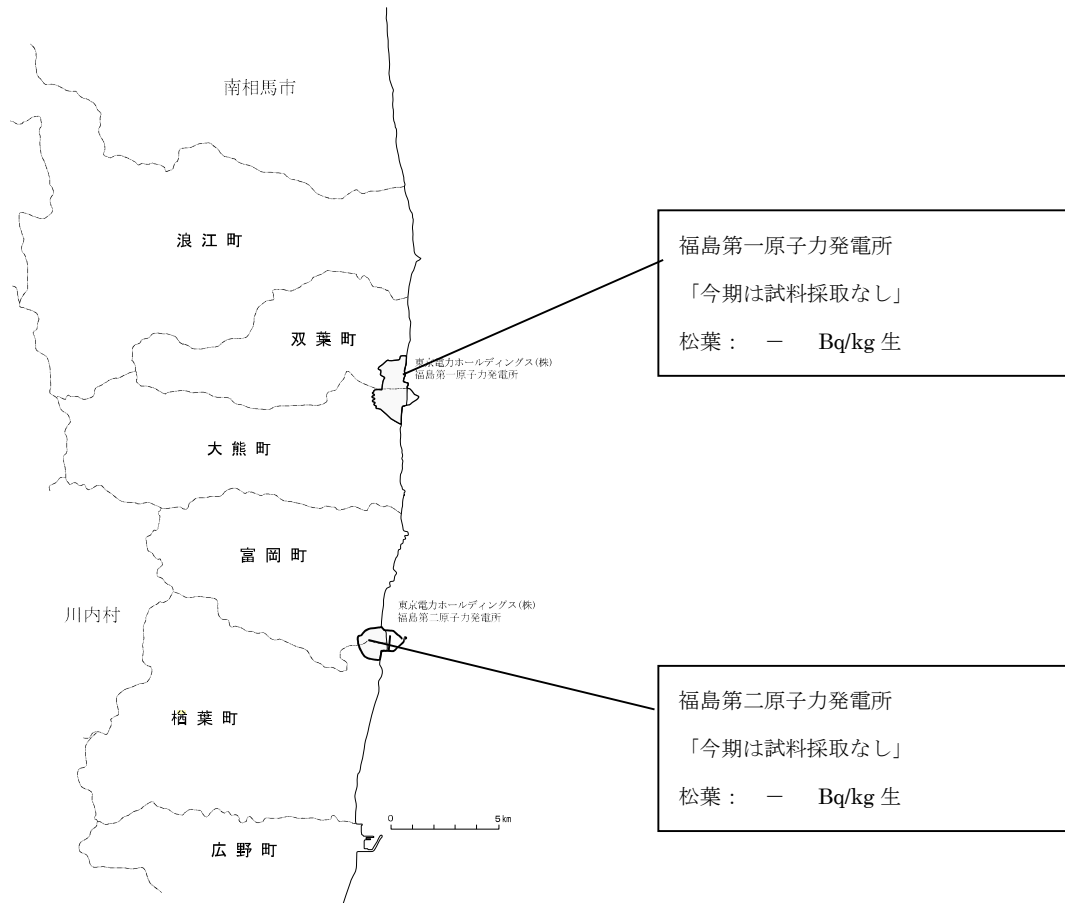 南相馬市
浪江町
福島第一原子力発電所
「今期は試料採取なし」
松葉： － Bq/kg 生
双葉町
東京電力ホールディングス(株)
福島第一原子力発電所
大熊町
富岡町
川内村
東京電力ホールディングス(株)
福島第二原子力発電所
福島第二原子力発電所
「今期は試料採取なし」
松葉： － Bq/kg 生
楢葉町
0 5km
広野町